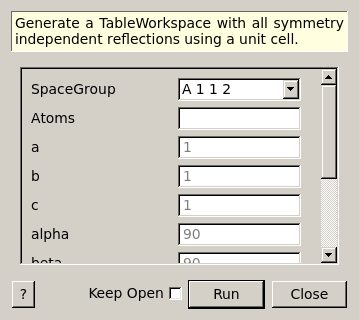 Generate a TableWorkspace with all symmetry
independent reflections using a unit cell.
SpaceGroup A 1 1 2
Atoms
a 1
b 1
c 1
alpha 90
beta 90
? Keep Open Run Close